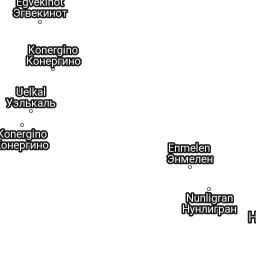 Egvekinot
Эгвекинот
Konergino
Конергино
Uelkal
Уэлькаль
Konergino
Конергино
Enmelen
Энмелен
Nunligran
Нунлигран